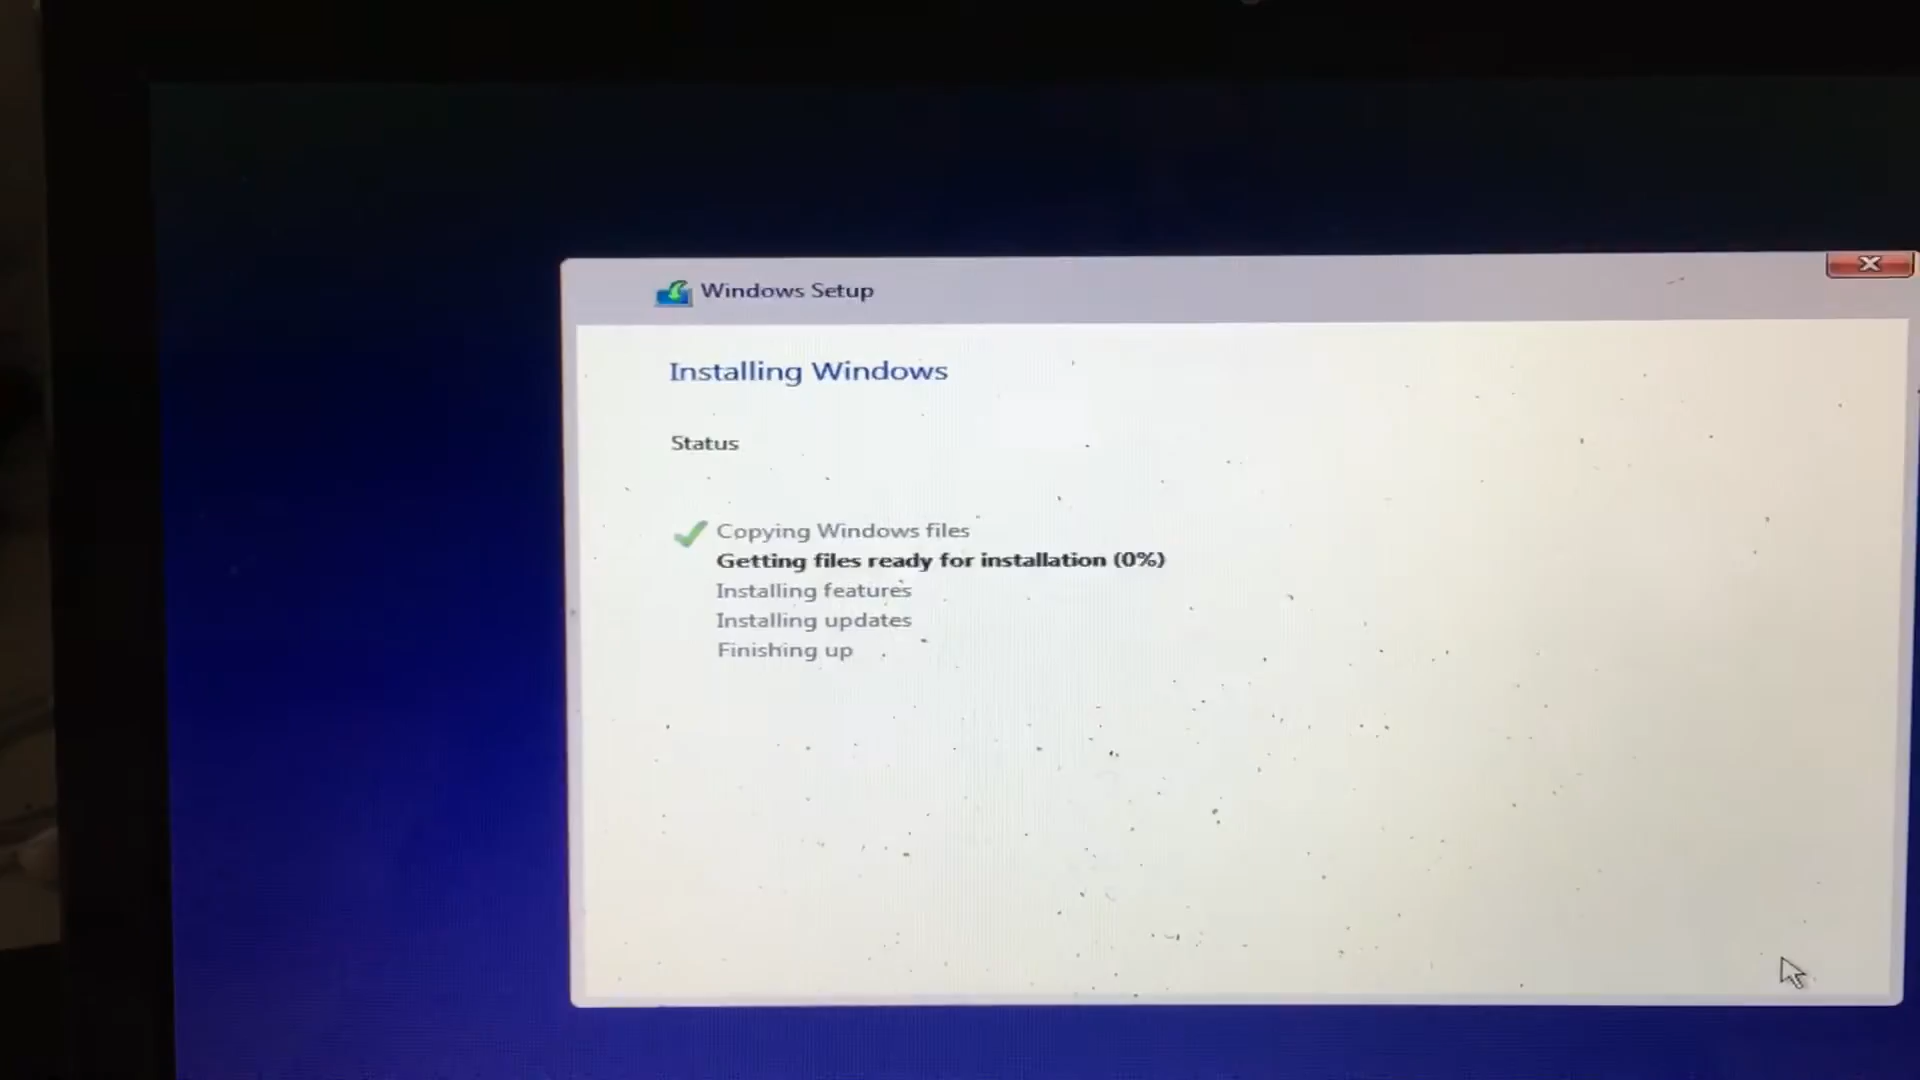 Windows Setup
Installing Windows
Status
Copying Windows files
Getting files ready for installation (0%)
Installing features
Installing updates
Finishing up